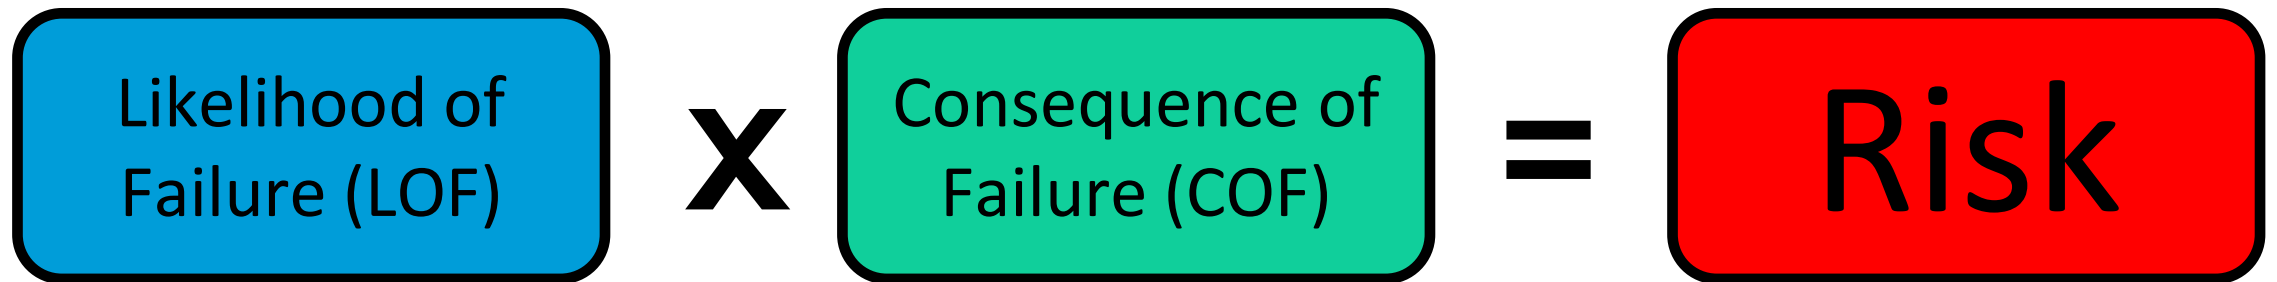 Likelihood of
Failure (LOF)
x
Consequence of
Failure (COF)
=
Risk